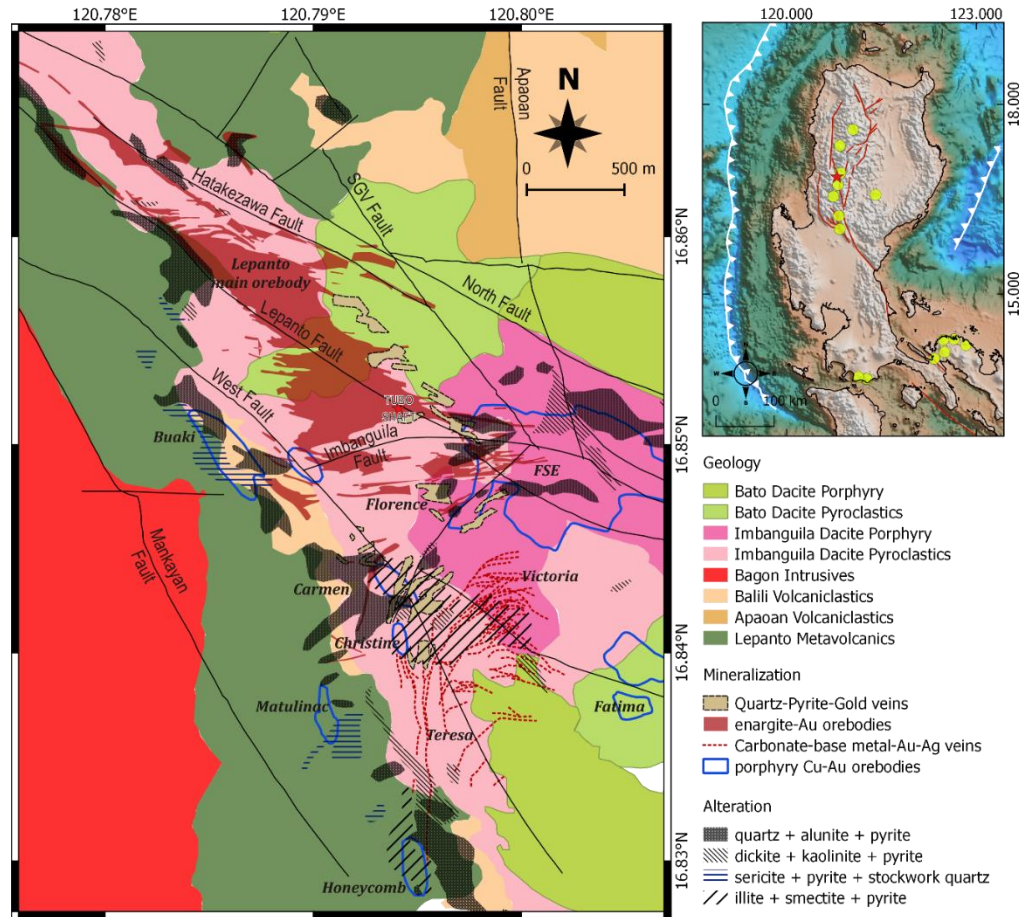 120.78°E
120.79°E
120.80°E
120.000
123.000
Apaoan
Fault
N
0
500 m
SGV Fault
Hatakezawa Fault
16.86°N
Lepanto
main orebody
North Fault
Lepanto Fault
West Fault
TUBO
SHAFT
Buaki
Imbanguila
Fault
16.85°N
FSE
Florence
Mankayan
Fault
Carmen
Victoria
Christine
16.84°N
Matulinac
Fatima
Teresa
16.83°N
Honeycomb
18.000
15.000
N
W
E
S
0
100 km
Geology
Bato Dacite Porphyry
Bato Dacite Pyroclastics
Imbanguila Dacite Porphyry
Imbanguila Dacite Pyroclastics
Bagon Intrusives
Balili Volcaniclastics
Apaoan Volcaniclastics
Lepanto Metavolcanics
Mineralization
Quartz-Pyrite-Gold veins
enargite-Au orebodies
Carbonate-base metal-Au-Ag veins
porphyry Cu-Au orebodies
Alteration
quartz + alunite + pyrite
dickite + kaolinite + pyrite
sericite + pyrite + stockwork quartz
illite + smectite + pyrite